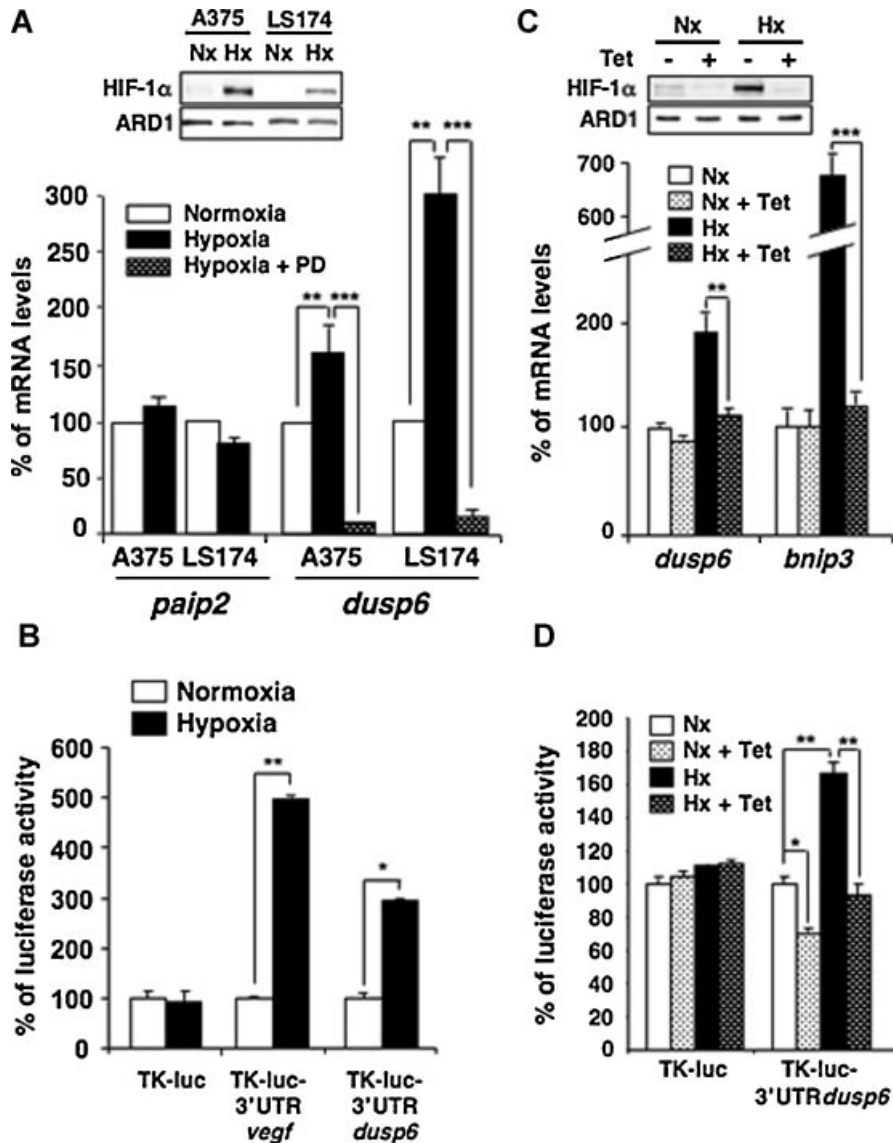 A
A375 LS174
Nx Hx Nx Hx
HIF-1α
ARD1
** ***
% of mRNA levels
300
250
200
150
100
50
0
Normoxia
Hypoxia
Hypoxia + PD
** ***
A375 LS174 A375 LS174
paip2 dusp6
C
Nx Hx
Tet - + - +
HIF-1α
ARD1
***
% of mRNA levels
700
600
200
100
0
Nx
Nx + Tet
Hx
Hx + Tet
**
dusp6 bnip3
B
Normoxia
Hypoxia
% of luciferase activity
600
500
400
300
200
100
0
**
*
TK-luc TK-luc- TK-luc-
3'UTR 3'UTR
vegf dusp6
D
% of luciferase activity
200
180
160
140
120
100
80
60
40
20
0
Nx
Nx + Tet
Hx
Hx + Tet
** **
*
TK-luc TK-luc-
3'UTR dusp6